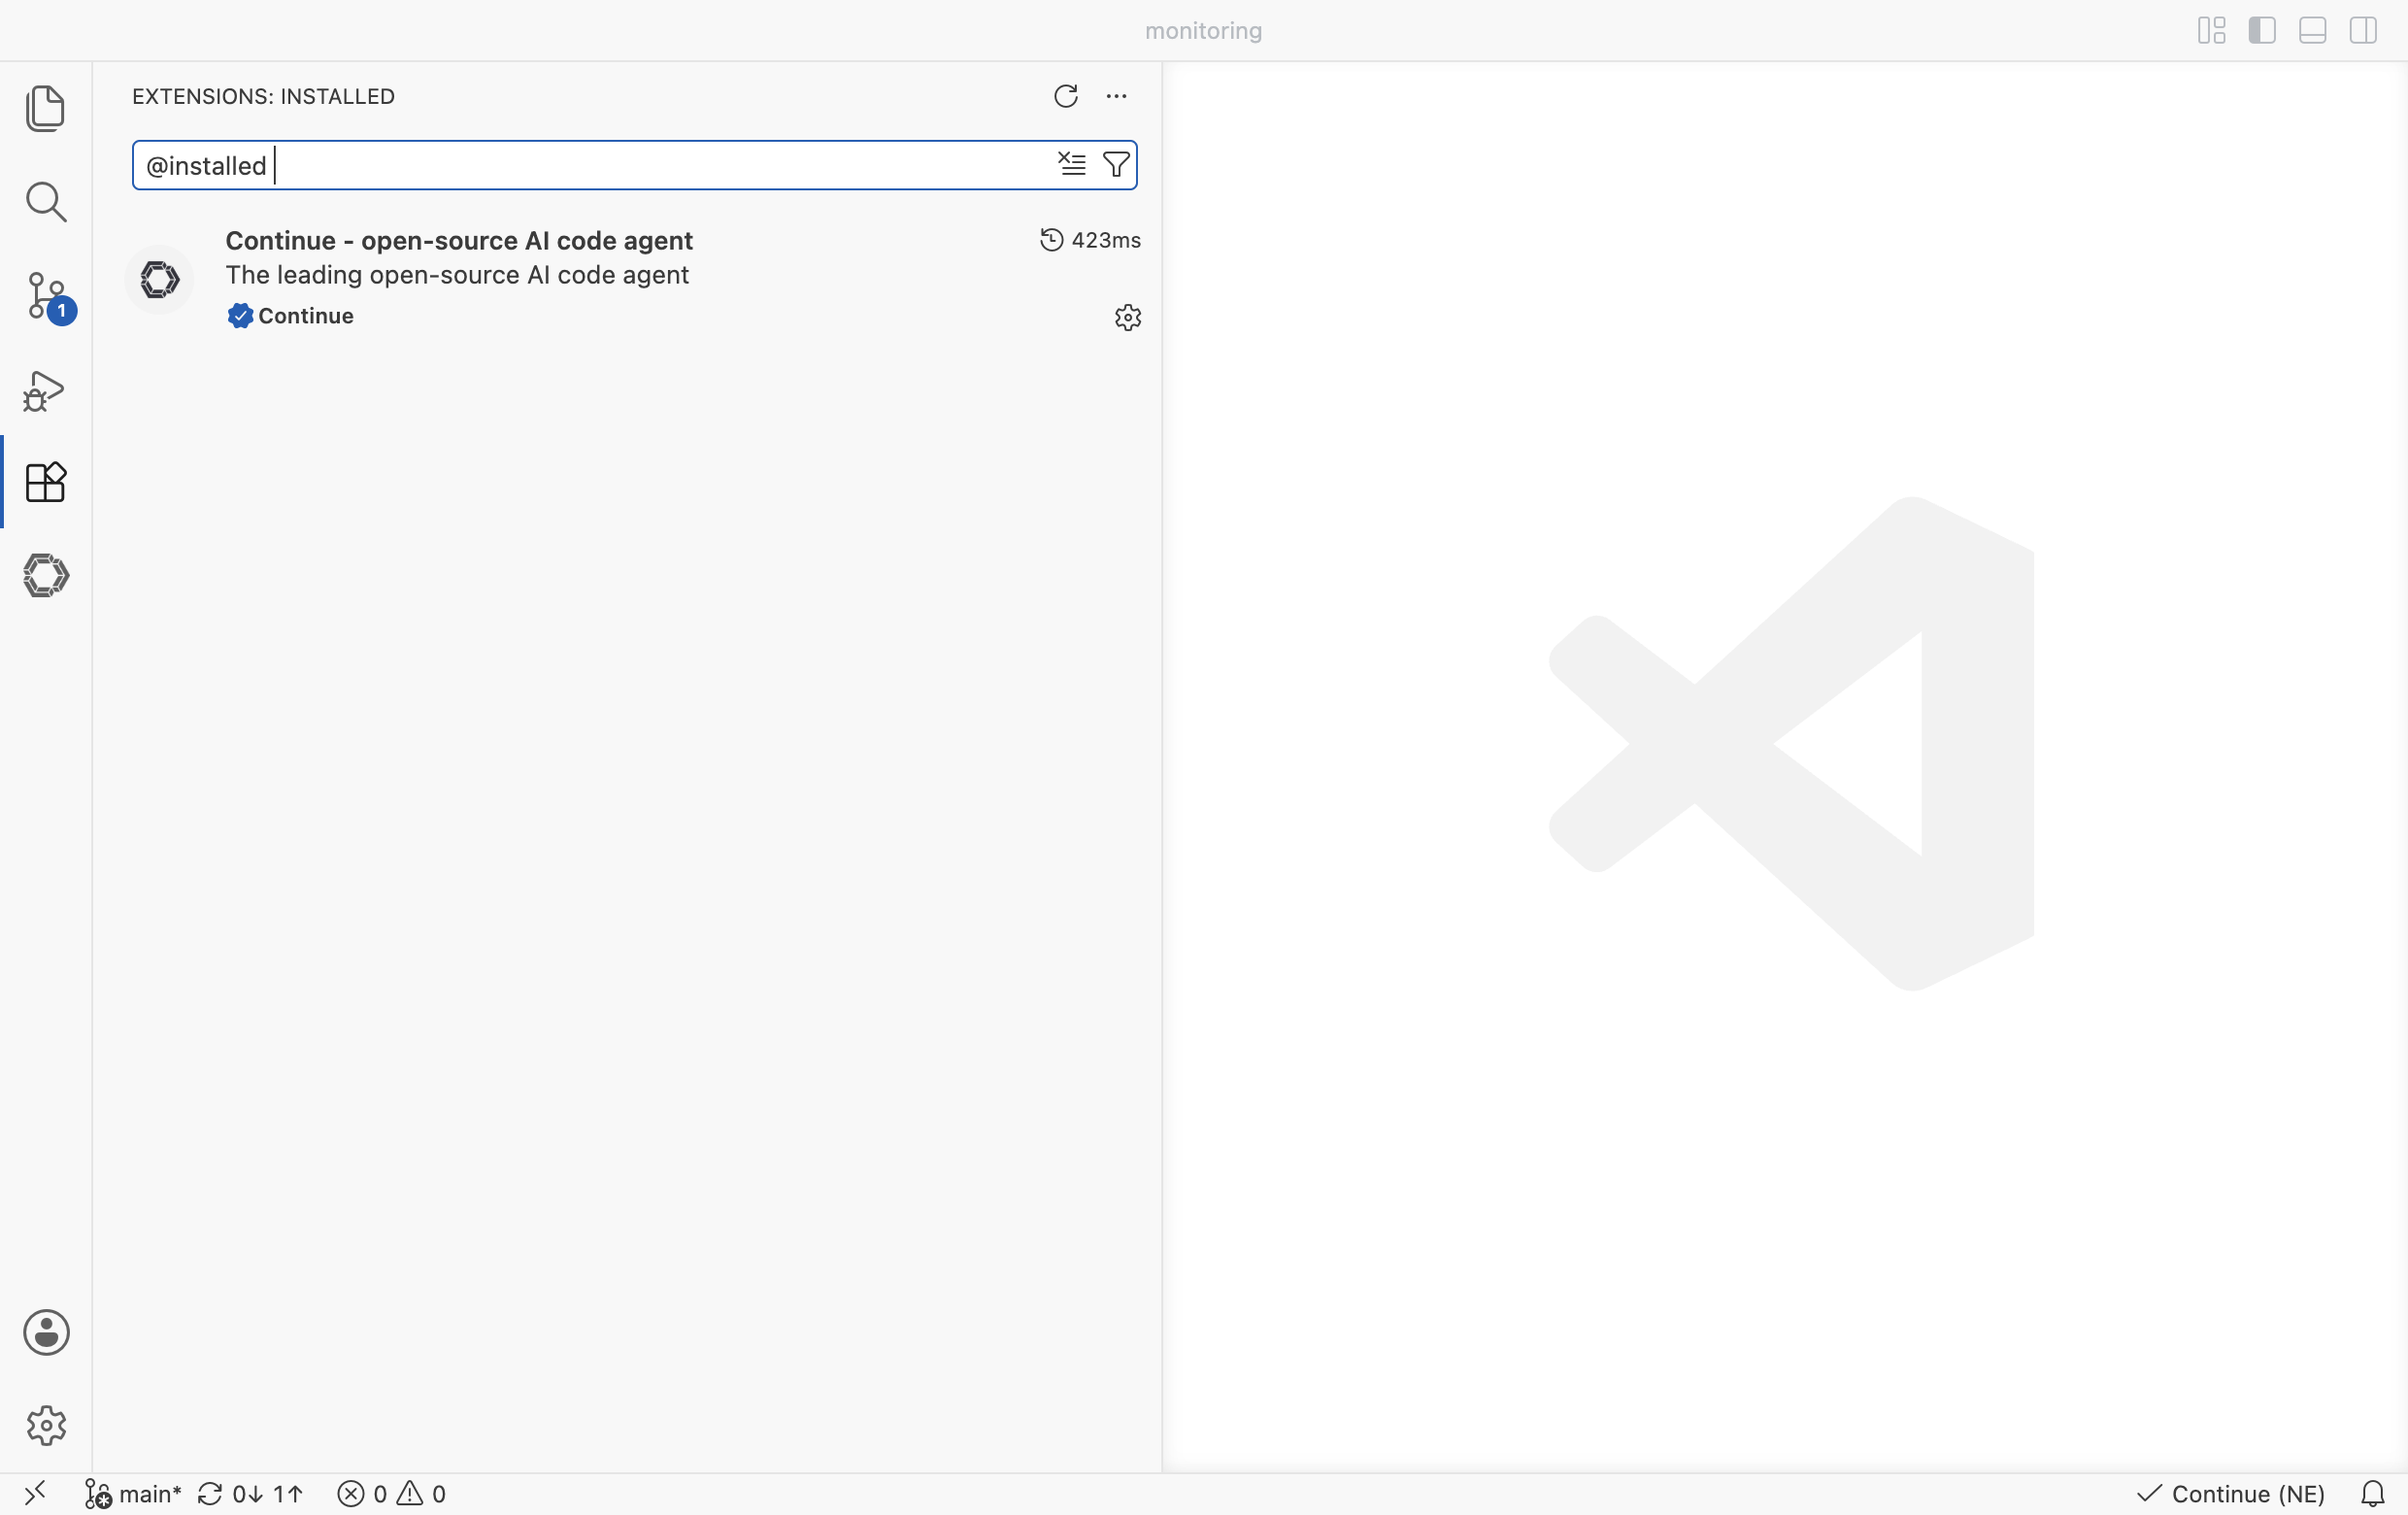 monitoring
EXTENSIONS: INSTALLED
@installed
Continue - open-source AI code agent
423ms
The leading open-source AI code agent
Continue
1
main* 0↓ 1↑ 0 0
Continue (NE)